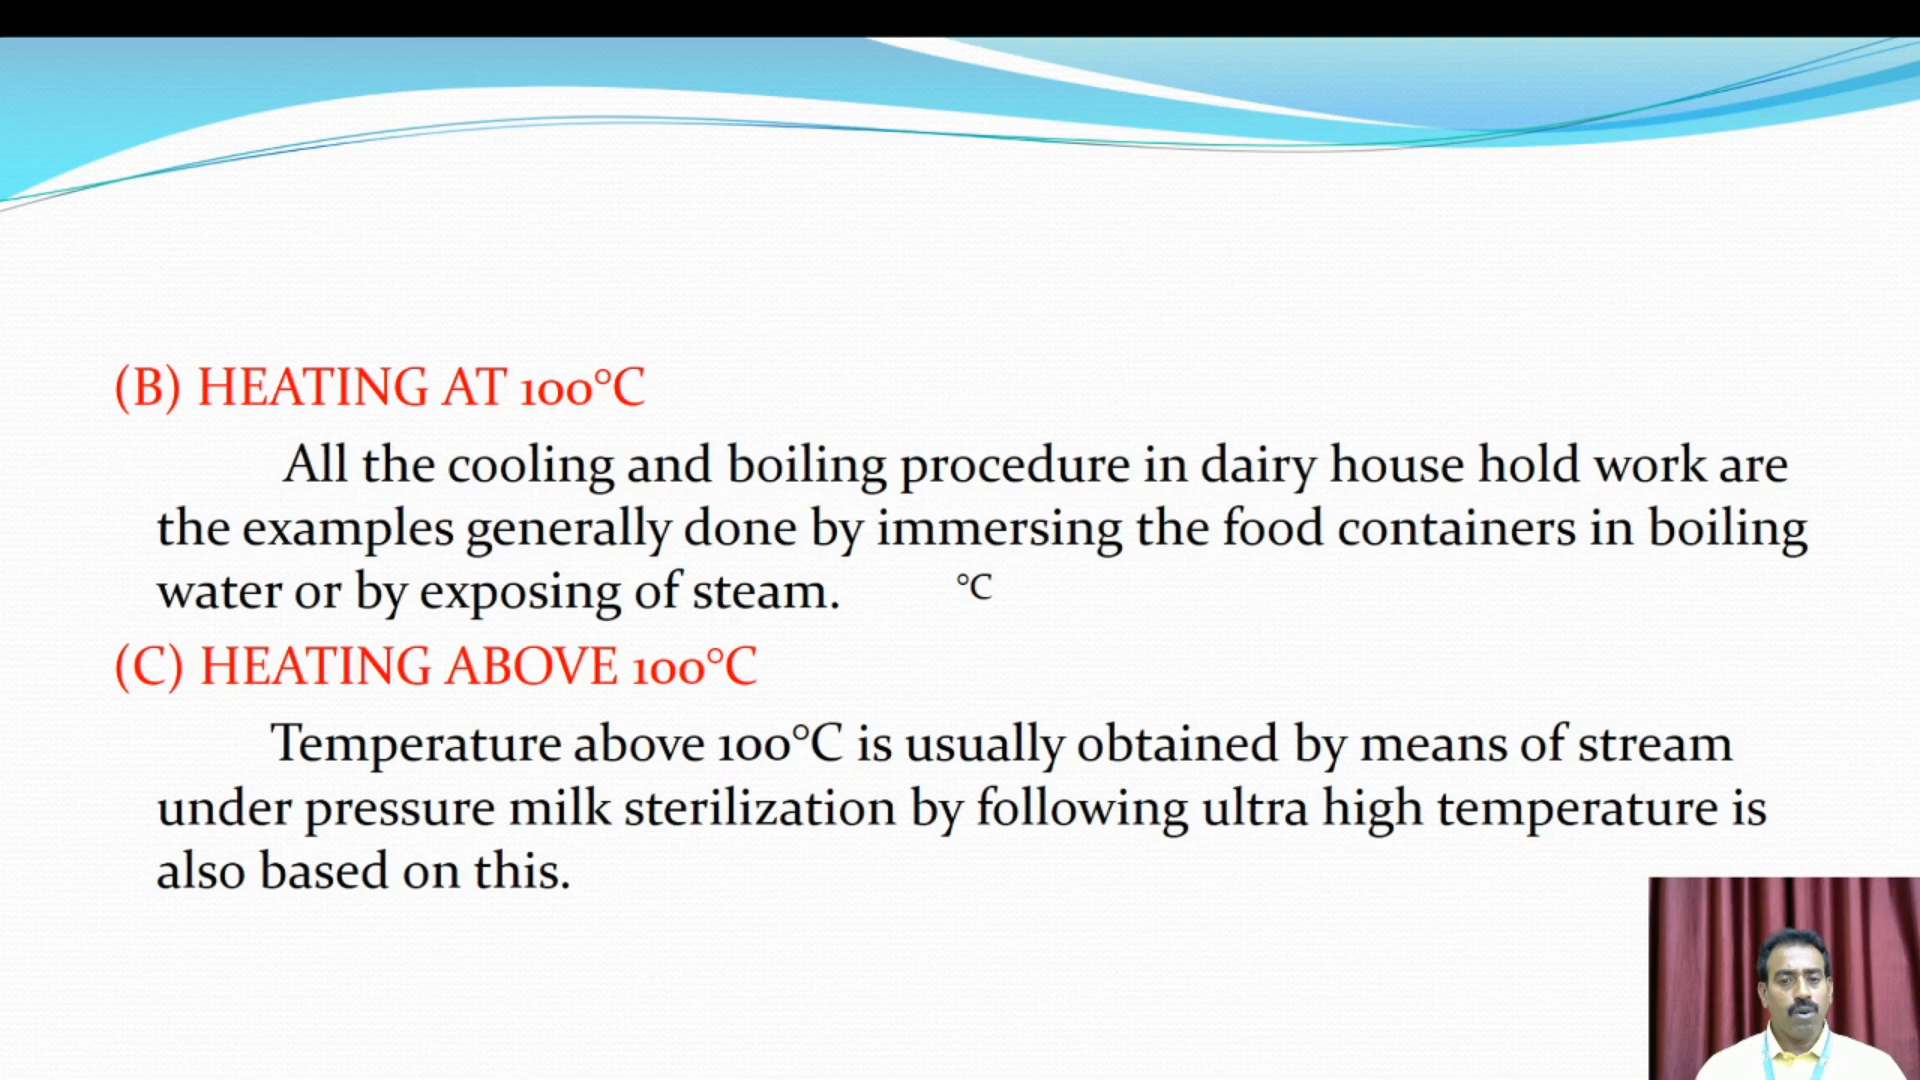 (B) HEATING AT 100°C
All the cooling and boiling procedure in dairy house hold work are
the examples generally done by immersing the food containers in boiling
water or by exposing of steam. °C
(C) HEATING ABOVE 100°C
Temperature above 100°C is usually obtained by means of stream
under pressure milk sterilization by following ultra high temperature is
also based on this.